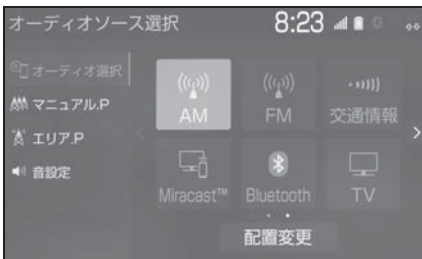 オーディオソース選択 8:23
オーディオ選択
マニュアル.P
エリア.P
音設定
AM FM 交通情報
Miracast™ Bluetooth TV
配置変更